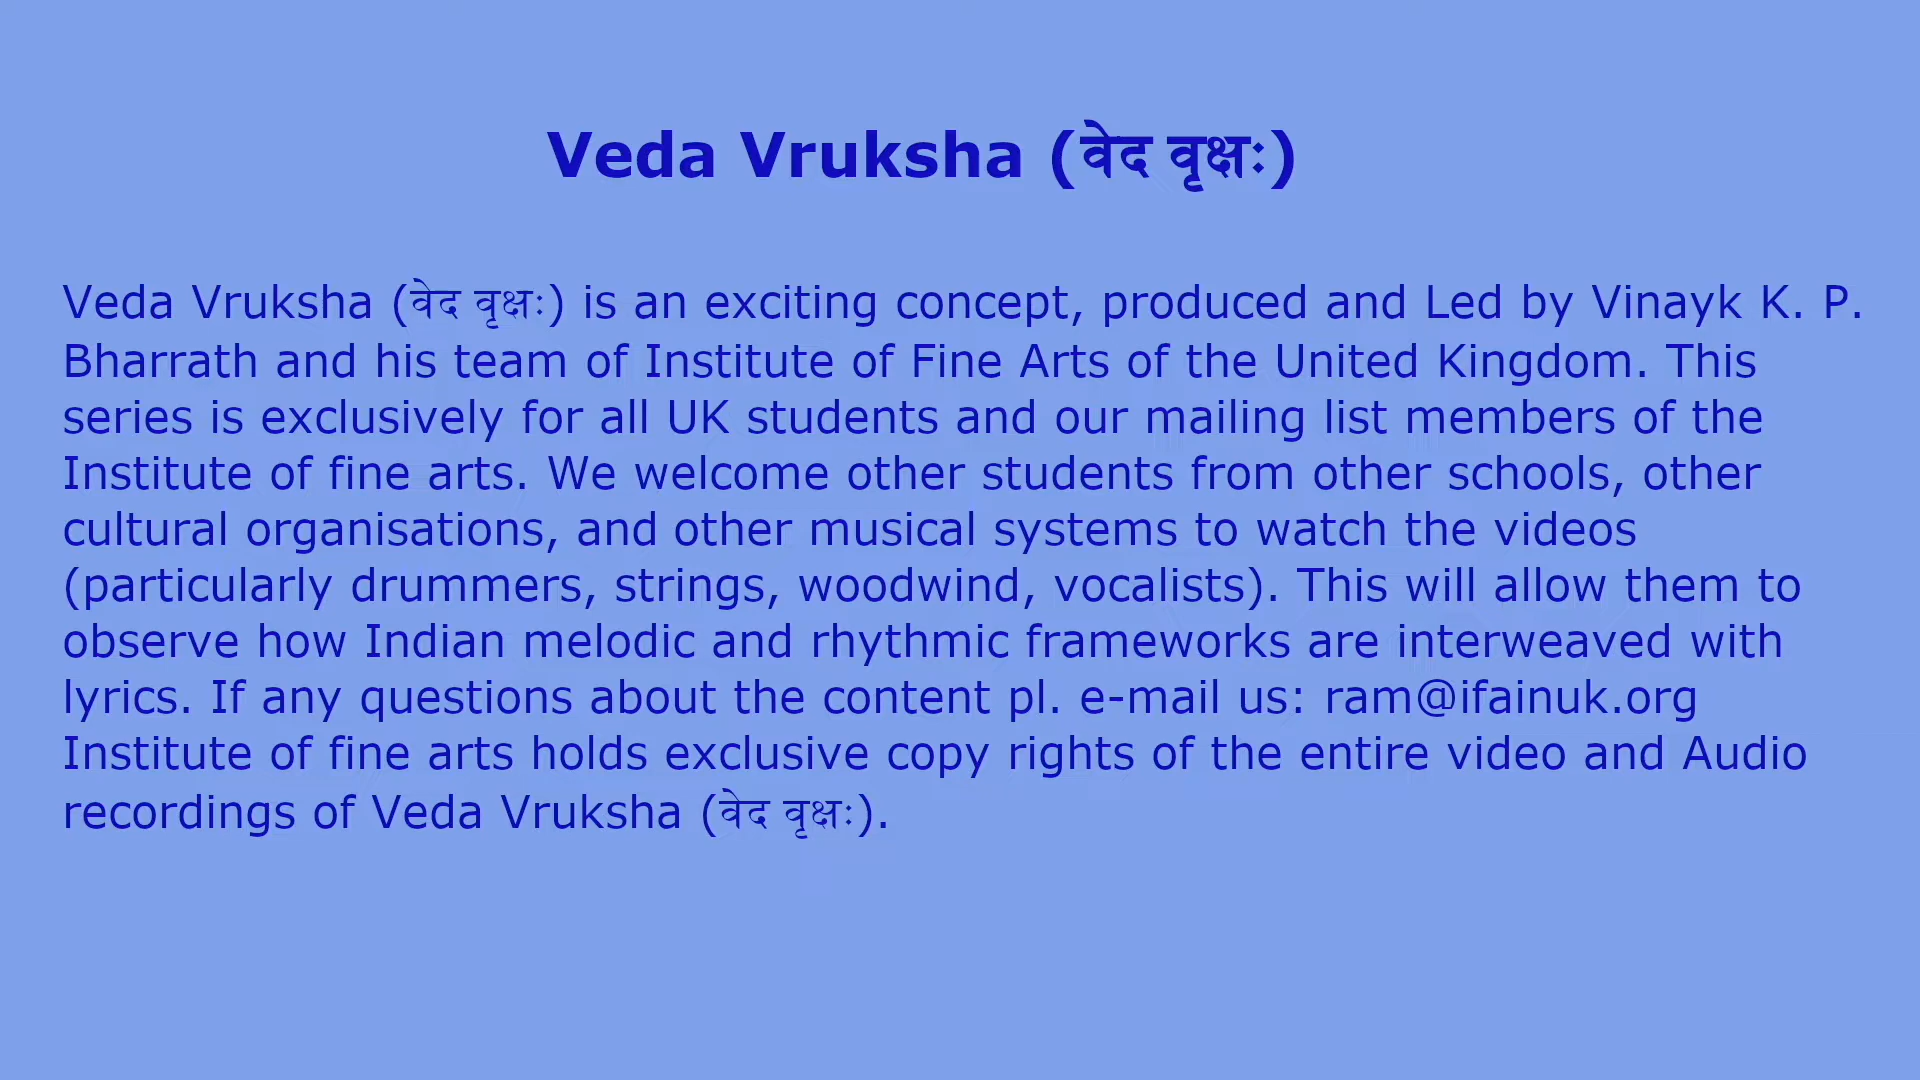 Veda Vruksha (वेद वृक्षः)
Veda Vruksha (वेद वृक्षः) is an exciting concept, produced and Led by Vinayk K. P.
Bharrath and his team of Institute of Fine Arts of the United Kingdom. This
series is exclusively for all UK students and our mailing list members of the
Institute of fine arts. We welcome other students from other schools, other
cultural organisations, and other musical systems to watch the videos
(particularly drummers, strings, woodwind, vocalists). This will allow them to
observe how Indian melodic and rhythmic frameworks are interweaved with
lyrics. If any questions about the content pl. e-mail us: ram@ifainuk.org
Institute of fine arts holds exclusive copy rights of the entire video and Audio
recordings of Veda Vruksha (वेद वृक्षः).